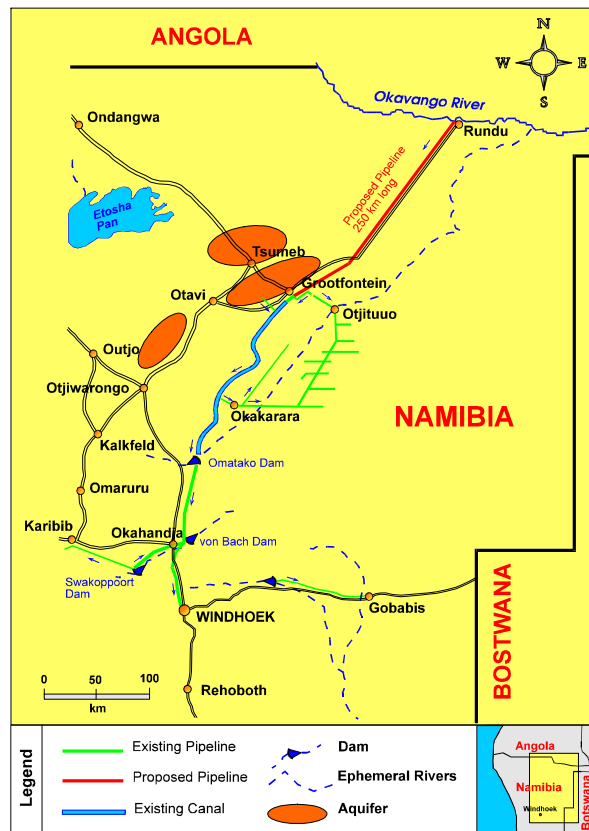 ANGOLA
N
W E
S
Okavango River
Ondangwa
Rundu
Etosha
Pan
Proposed Pipeline
250 km long
Tsumeb
Grootfontein
Otavi
Otjituuo
Outjo
Otjiwarongo
Okakarara
NAMIBIA
Kalkfeld
Omatako Dam
Omaruru
Karibib
Okahandja
von Bach Dam
Swakoppoort
Dam
BOSTWANA
Gobabis
WINDHOEK
Rehoboth
0 50 100
km
Legend
Existing Pipeline
Proposed Pipeline
Existing Canal
Dam
Ephemeral Rivers
Aquifer
Angola
Namibia
Windhoek
Botswana